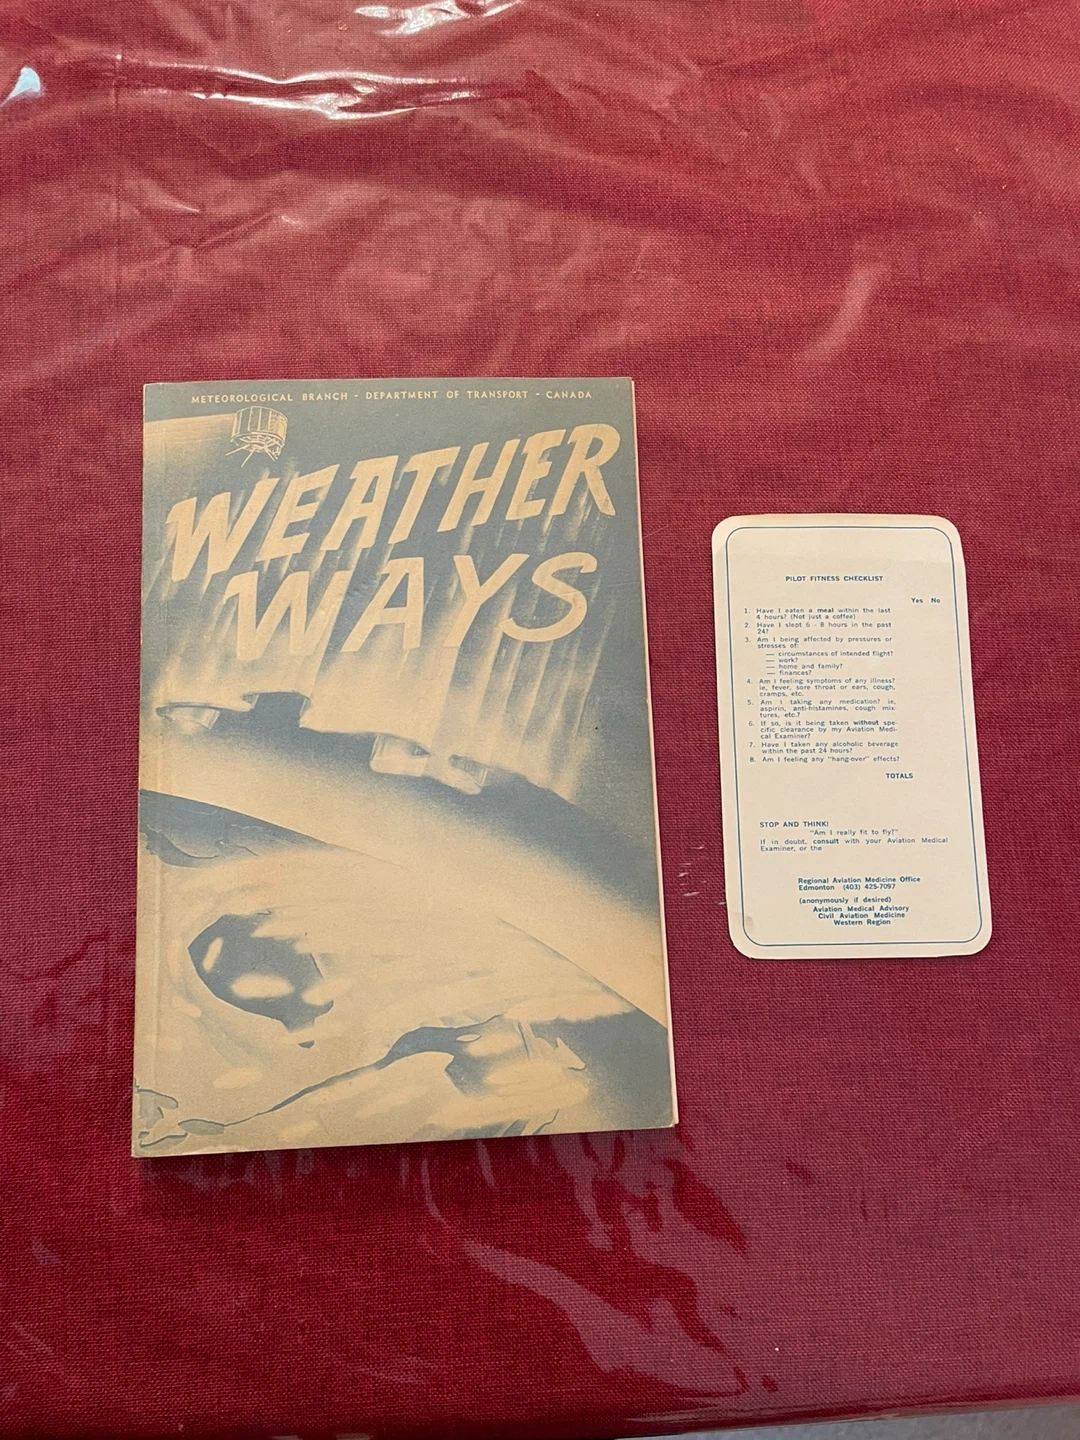 METEOROLOGICAL BRANCH - DEPARTMENT OF TRANSPORT - CANADA
WEATHER
WAYS
PILOT FITNESS CHECKLIST
Yes No
1. Have I eaten a meal within the last
4 hours? (Not just a coffee)
2. Have I slept 6 - 8 hours in the past
24?
3. Am I being affected by pressures or
stresses of:
— circumstances of intended flight?
— work?
— home and family?
— finances?
4. Am I feeling symptoms of any illness?
ie, fever, sore throat or ears, cough,
cramps, etc.
5. Am I taking any medication? ie,
aspirin, anti-histamines, cough mix-
tures, etc.?
6. If so, is it being taken without spe-
cific clearance by my Aviation Medi-
cal Examiner?
7. Have I taken any alcoholic beverage
within the past 24 hours?
8. Am I feeling any "hang-over" effects?
TOTALS
STOP AND THINK!
"Am I really fit to fly?"
If in doubt, consult with your Aviation Medical
Examiner, or the
Regional Aviation Medicine Office
Edmonton (403) 425-7097
(anonymously if desired)
Aviation Medical Advisory
Civil Aviation Medicine
Western Region